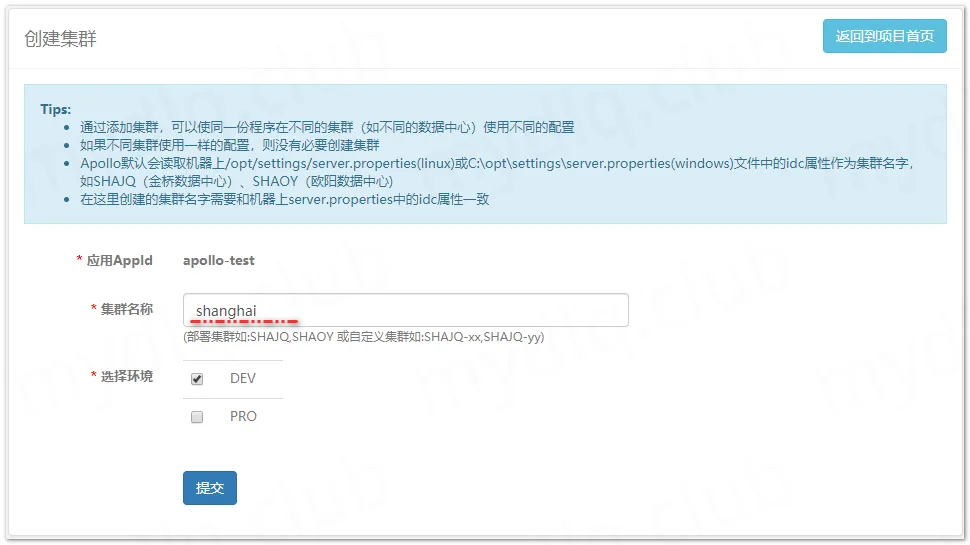 创建集群
返回到项目首页
Tips:
通过添加集群，可以使同一份程序在不同的集群（如不同的数据中心）使用不同的配置
如果不同集群使用一样的配置，则没有必要创建集群
Apollo默认会读取机器上/opt/settings/server.properties(linux)或C:\opt\settings\server.properties(windows)文件中的idc属性作为集群名字，
如SHAJQ（金桥数据中心）、SHAOY（欧阳数据中心）
在这里创建的集群名字需要和机器上server.properties中的idc属性一致
* 应用AppId apollo-test
* 集群名称 shanghai
(部署集群如:SHAJQ,SHAOY 或自定义集群如:SHAJQ-xx,SHAJQ-yy)
* 选择环境 DEV
PRO
提交
mydlq.club